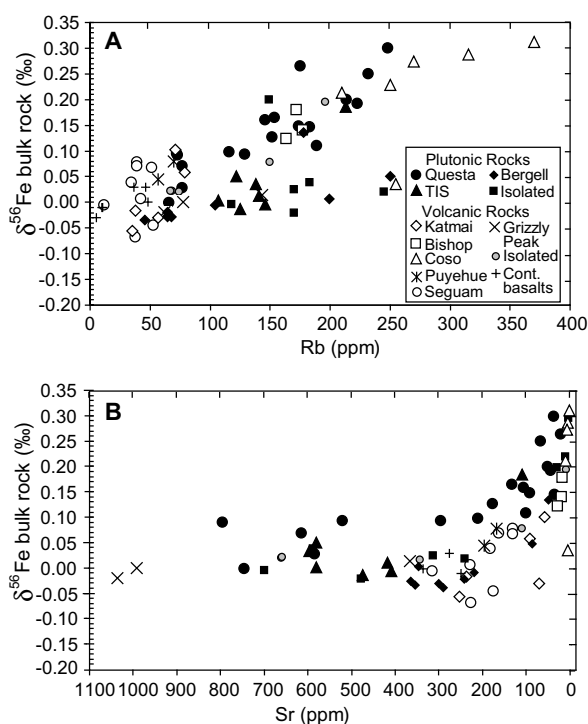 0.35
0.30
0.25
0.20
0.15
0.10
0.05
0.00
-0.05
-0.10
-0.15
-0.20
δ56Fe bulk rock (‰)
A
Plutonic Rocks
Questa
Bergell
TIS
Isolated
Volcanic Rocks
Katmai
Grizzly Peak
Bishop
Coso
Isolated
Puyehue
Cont. basalts
Seguam
0 50 100 150 200 250 300 350 400
Rb (ppm)
0.35
0.30
0.25
0.20
0.15
0.10
0.05
0.00
-0.05
-0.10
-0.15
-0.20
δ56Fe bulk rock (‰)
B
1100 1000 900 800 700 600 500 400 300 200 100 0
Sr (ppm)